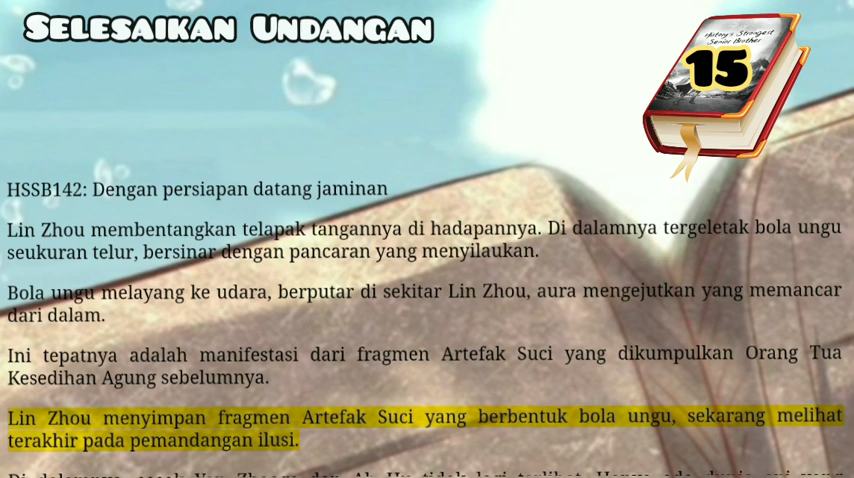 Selesaikan Undangan
History's Strongest
Senior Brother
15
HSSB142: Dengan persiapan datang jaminan
Lin Zhou membentangkan telapak tangannya di hadapannya. Di dalamnya tergeletak bola ungu
seukuran telur, bersinar dengan pancaran yang menyilaukan.
Bola ungu melayang ke udara, berputar di sekitar Lin Zhou, aura mengejutkan yang memancar
dari dalam.
Ini tepatnya adalah manifestasi dari fragmen Artefak Suci yang dikumpulkan Orang Tua
Kesedihan Agung sebelumnya.
Lin Zhou menyimpan fragmen Artefak Suci yang berbentuk bola ungu, sekarang melihat
terakhir pada pemandangan ilusi.